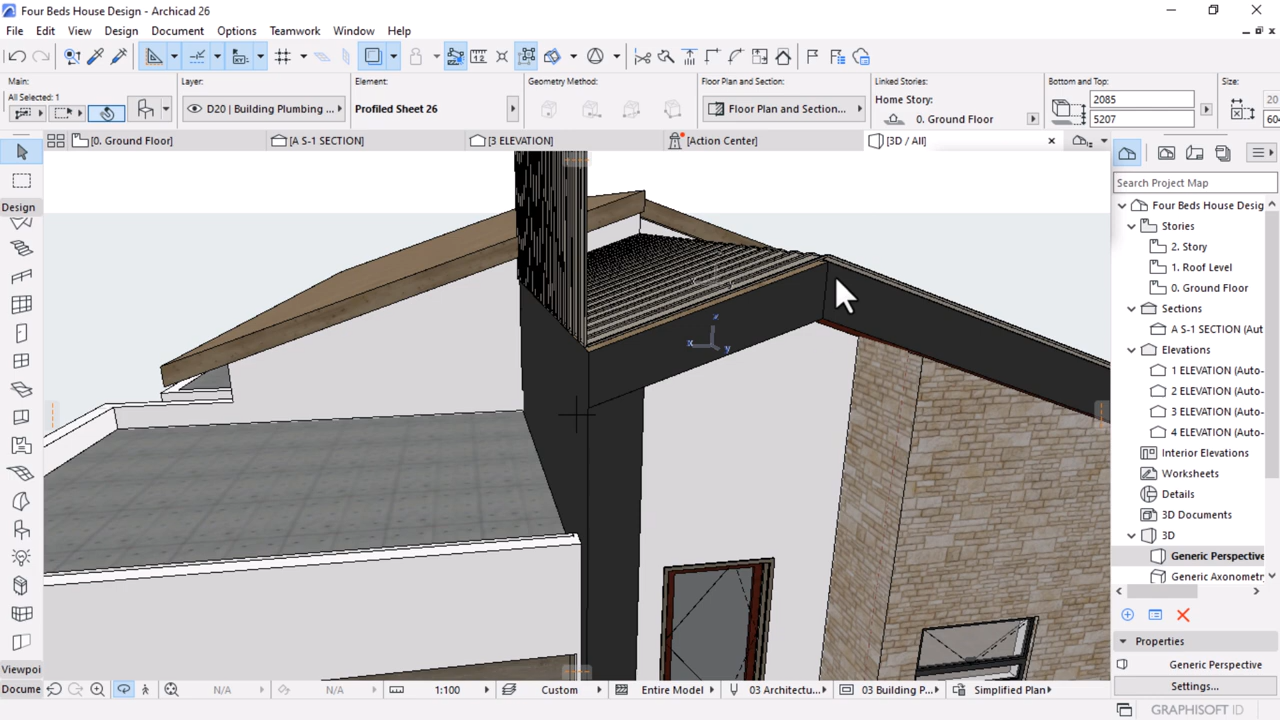 Four Beds House Design - Archicad 26
File Edit View Design Document Options Teamwork Window Help
Main:
All Selected: 1
Layer:
D20 | Building Plumbing ...
Element:
Profiled Sheet 26
Geometry Method:
Floor Plan and Section:
Floor Plan and Section...
Linked Stories:
Home Story:
0. Ground Floor
Bottom and Top:
2085
5207
Size:
20
604
[0. Ground Floor]
[A S-1 SECTION]
[3 ELEVATION]
[Action Center]
[3D / All]
Design
Viewpoi
Docume
x
x
y
Search Project Map
Four Beds House Desig
Stories
2. Story
1. Roof Level
0. Ground Floor
Sections
A S-1 SECTION (Aut
Elevations
1 ELEVATION (Auto-
2 ELEVATION (Auto-
3 ELEVATION (Auto-
4 ELEVATION (Auto-
Interior Elevations
Worksheets
Details
3D Documents
3D
Generic Perspective
Generic Axonometr
Properties
Generic Perspective
Settings...
N/A
N/A
1:100
Custom
Entire Model
03 Architectu...
03 Building P...
Simplified Plan
GRAPHISOFT ID